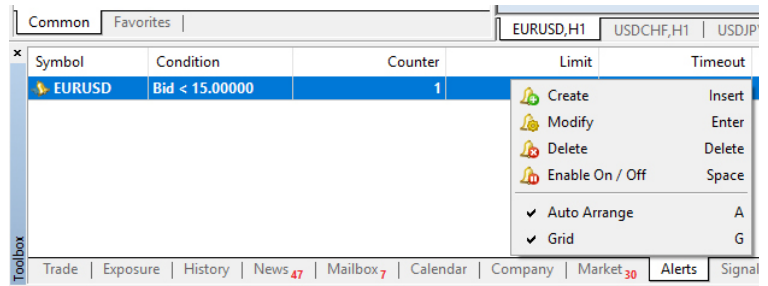 Common Favorites
EURUSD,H1 USDCHF,H1 USDJP
Symbol Condition Counter Limit Timeout
EURUSD Bid < 15.00000 1
Create Insert
Modify Enter
Delete Delete
Enable On / Off Space
Auto Arrange A
Grid G
Toolbox
Trade Exposure History News 47 Mailbox 7 Calendar Company Market 30 Alerts Signal